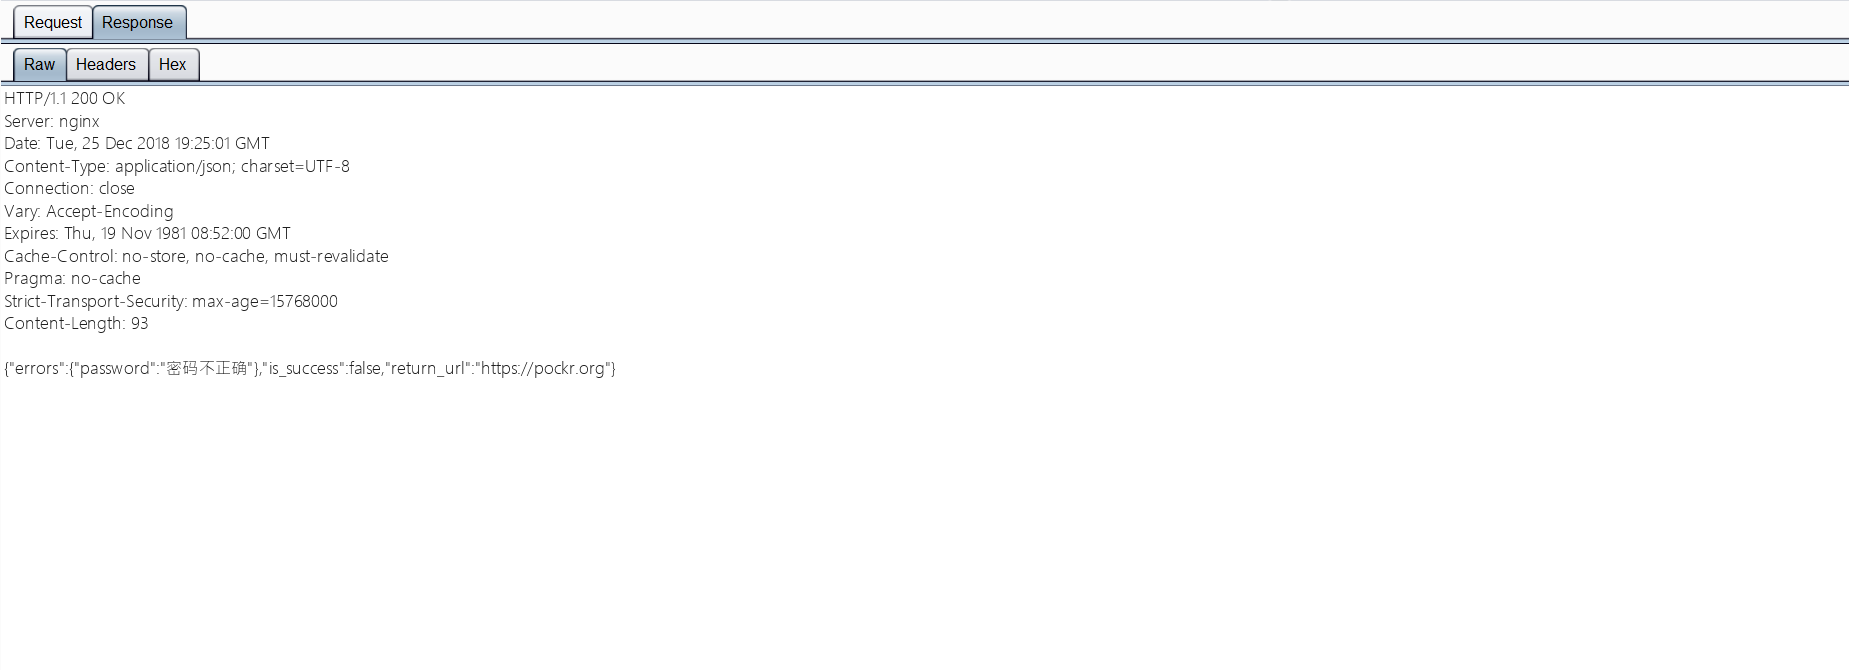 Request Response
Raw Headers Hex
HTTP/1.1 200 OK
Server: nginx
Date: Tue, 25 Dec 2018 19:25:01 GMT
Content-Type: application/json; charset=UTF-8
Connection: close
Vary: Accept-Encoding
Expires: Thu, 19 Nov 1981 08:52:00 GMT
Cache-Control: no-store, no-cache, must-revalidate
Pragma: no-cache
Strict-Transport-Security: max-age=15768000
Content-Length: 93
{"errors":{"password":"密码不正确"},"is_success":false,"return_url":"https://pockr.org"}